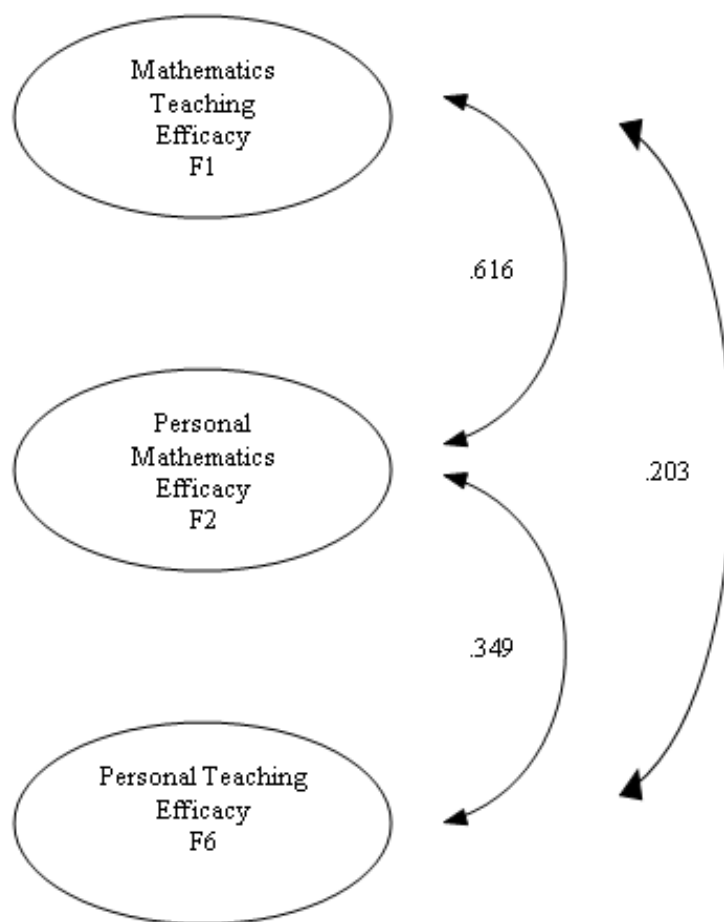 Mathematics
Teaching
Efficacy
F1
.616
Personal
Mathematics
Efficacy
F2
.203
.349
Personal Teaching
Efficacy
F6